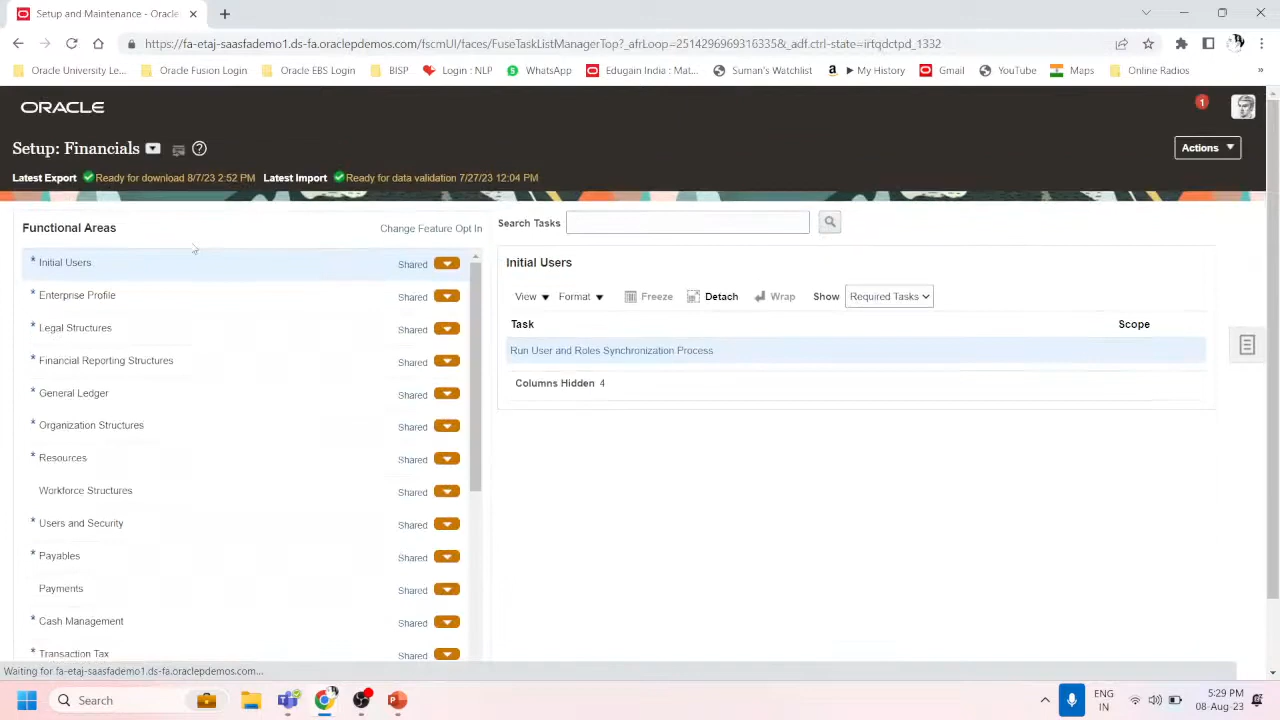 Setup and Maintenance - Oracle
https://fa-etaj-saasfademo1.ds-fa.oraclepdemos.com/fscmUI/faces/FuseTaskListManagerTop?_afrLoop=2514296969316335&_adf.ctrl-state=irtqdctpd_1332
Oracle University Le... Oracle Fusion Login Oracle EBS Login BISP Login : NLP WhatsApp Edugain India : Mat... Suman's Watchlist ▶ My History Gmail YouTube Maps Online Radios »
ORACLE
1
Setup: Financials
Actions
Latest Export Ready for download 8/7/23 2:52 PM Latest Import Ready for data validation 7/27/23 12:04 PM
Functional Areas
Change Feature Opt In
* Initial Users Shared
* Enterprise Profile Shared
* Legal Structures Shared
* Financial Reporting Structures Shared
* General Ledger Shared
* Organization Structures Shared
* Resources Shared
Workforce Structures Shared
* Users and Security Shared
* Payables Shared
Payments Shared
* Cash Management Shared
* Transaction Tax Shared
Search Tasks
Initial Users
View Format Freeze Detach Wrap Show Required Tasks
Task Scope
Run User and Roles Synchronization Process
Columns Hidden 4
Waiting for fa-etaj-saasfademo1.ds-fa.oraclepdemos.com...
Search
ENG
IN
5:29 PM
08-Aug-23